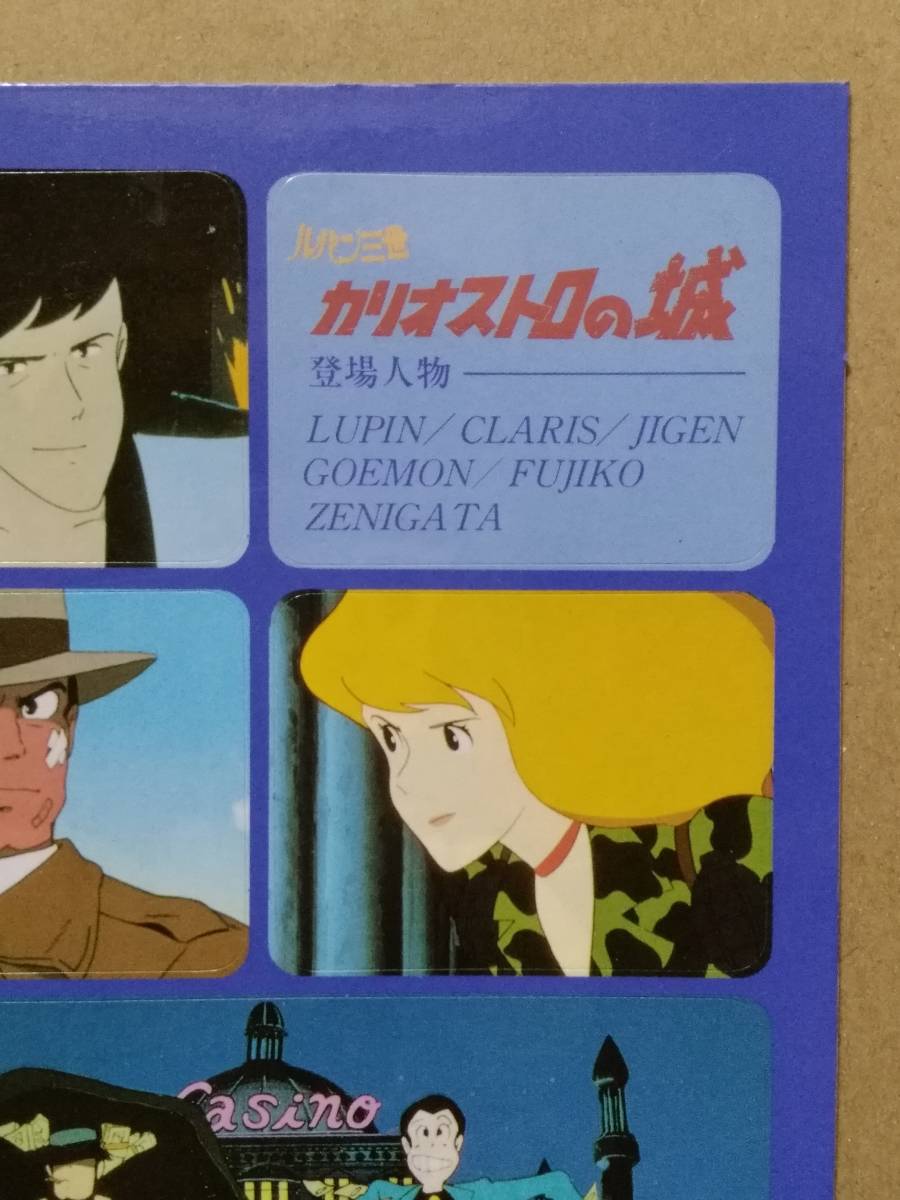 ルパン三世
カリオストロの城
登場人物
LUPIN/CLARIS/JIGEN
GOEMON/FUJIKO
ZENIGATA
Casino